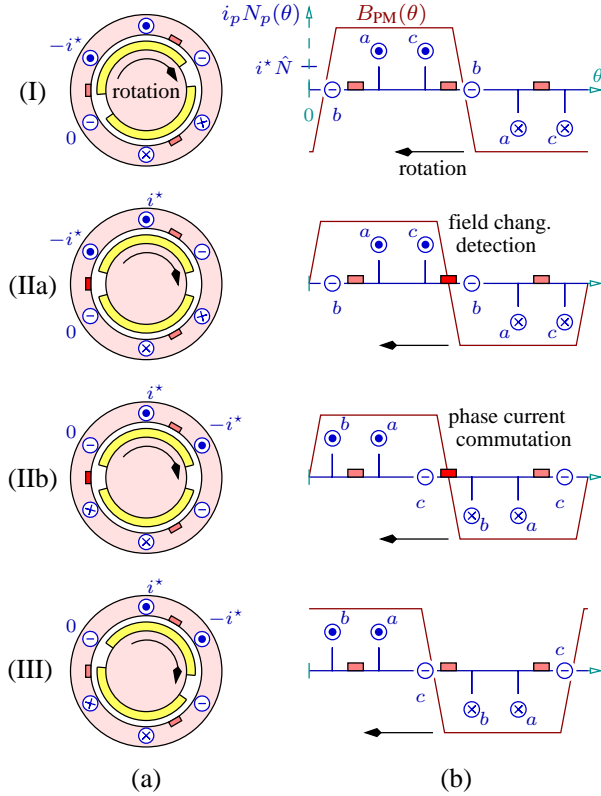 i_p N_p(θ) B_PM(θ)
−i* a c
i* N̂ b θ
(I) rotation
0 b 0 a c
rotation
i*
−i* a c field chang.
detection
(IIa)
0 b b a c
i*
0 −i* b a phase current
commutation
(IIb)
c b a c
i*
0 −i* b a c
(III)
c b a
(a) (b)